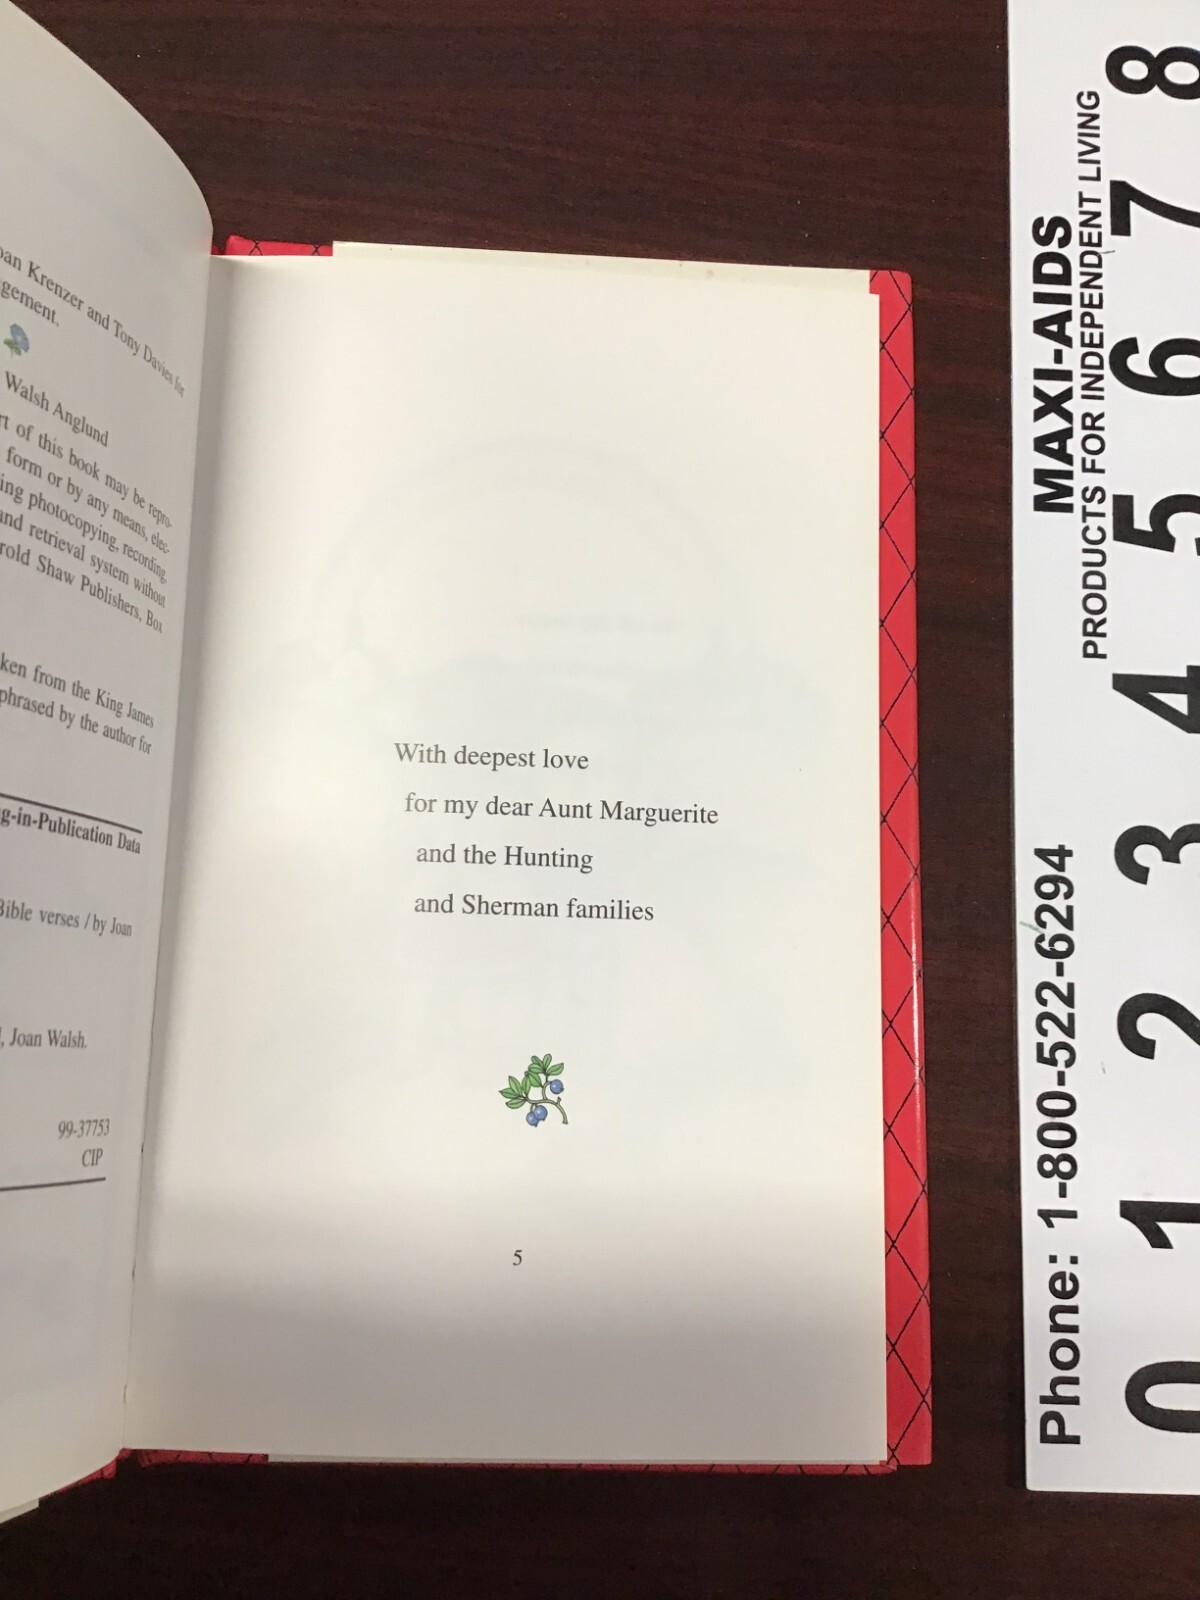 Krenzer and Tony Davies for
gement.
Walsh Anglund
of this book may be repro-
form or by any means, elec-
ing photocopying, recording,
and retrieval system without
rold Shaw Publishers, Box
ken from the King James
phrased by the author for
g-in-Publication Data
Bible verses / by Joan
, Joan Walsh.
99-37753
CIP
With deepest love
for my dear Aunt Marguerite
and the Hunting
and Sherman families
5
MAXI-AIDS
PRODUCTS FOR INDEPENDENT LIVING
Phone: 1-800-522-6294
0 1 2 3 4 5 6 7 8